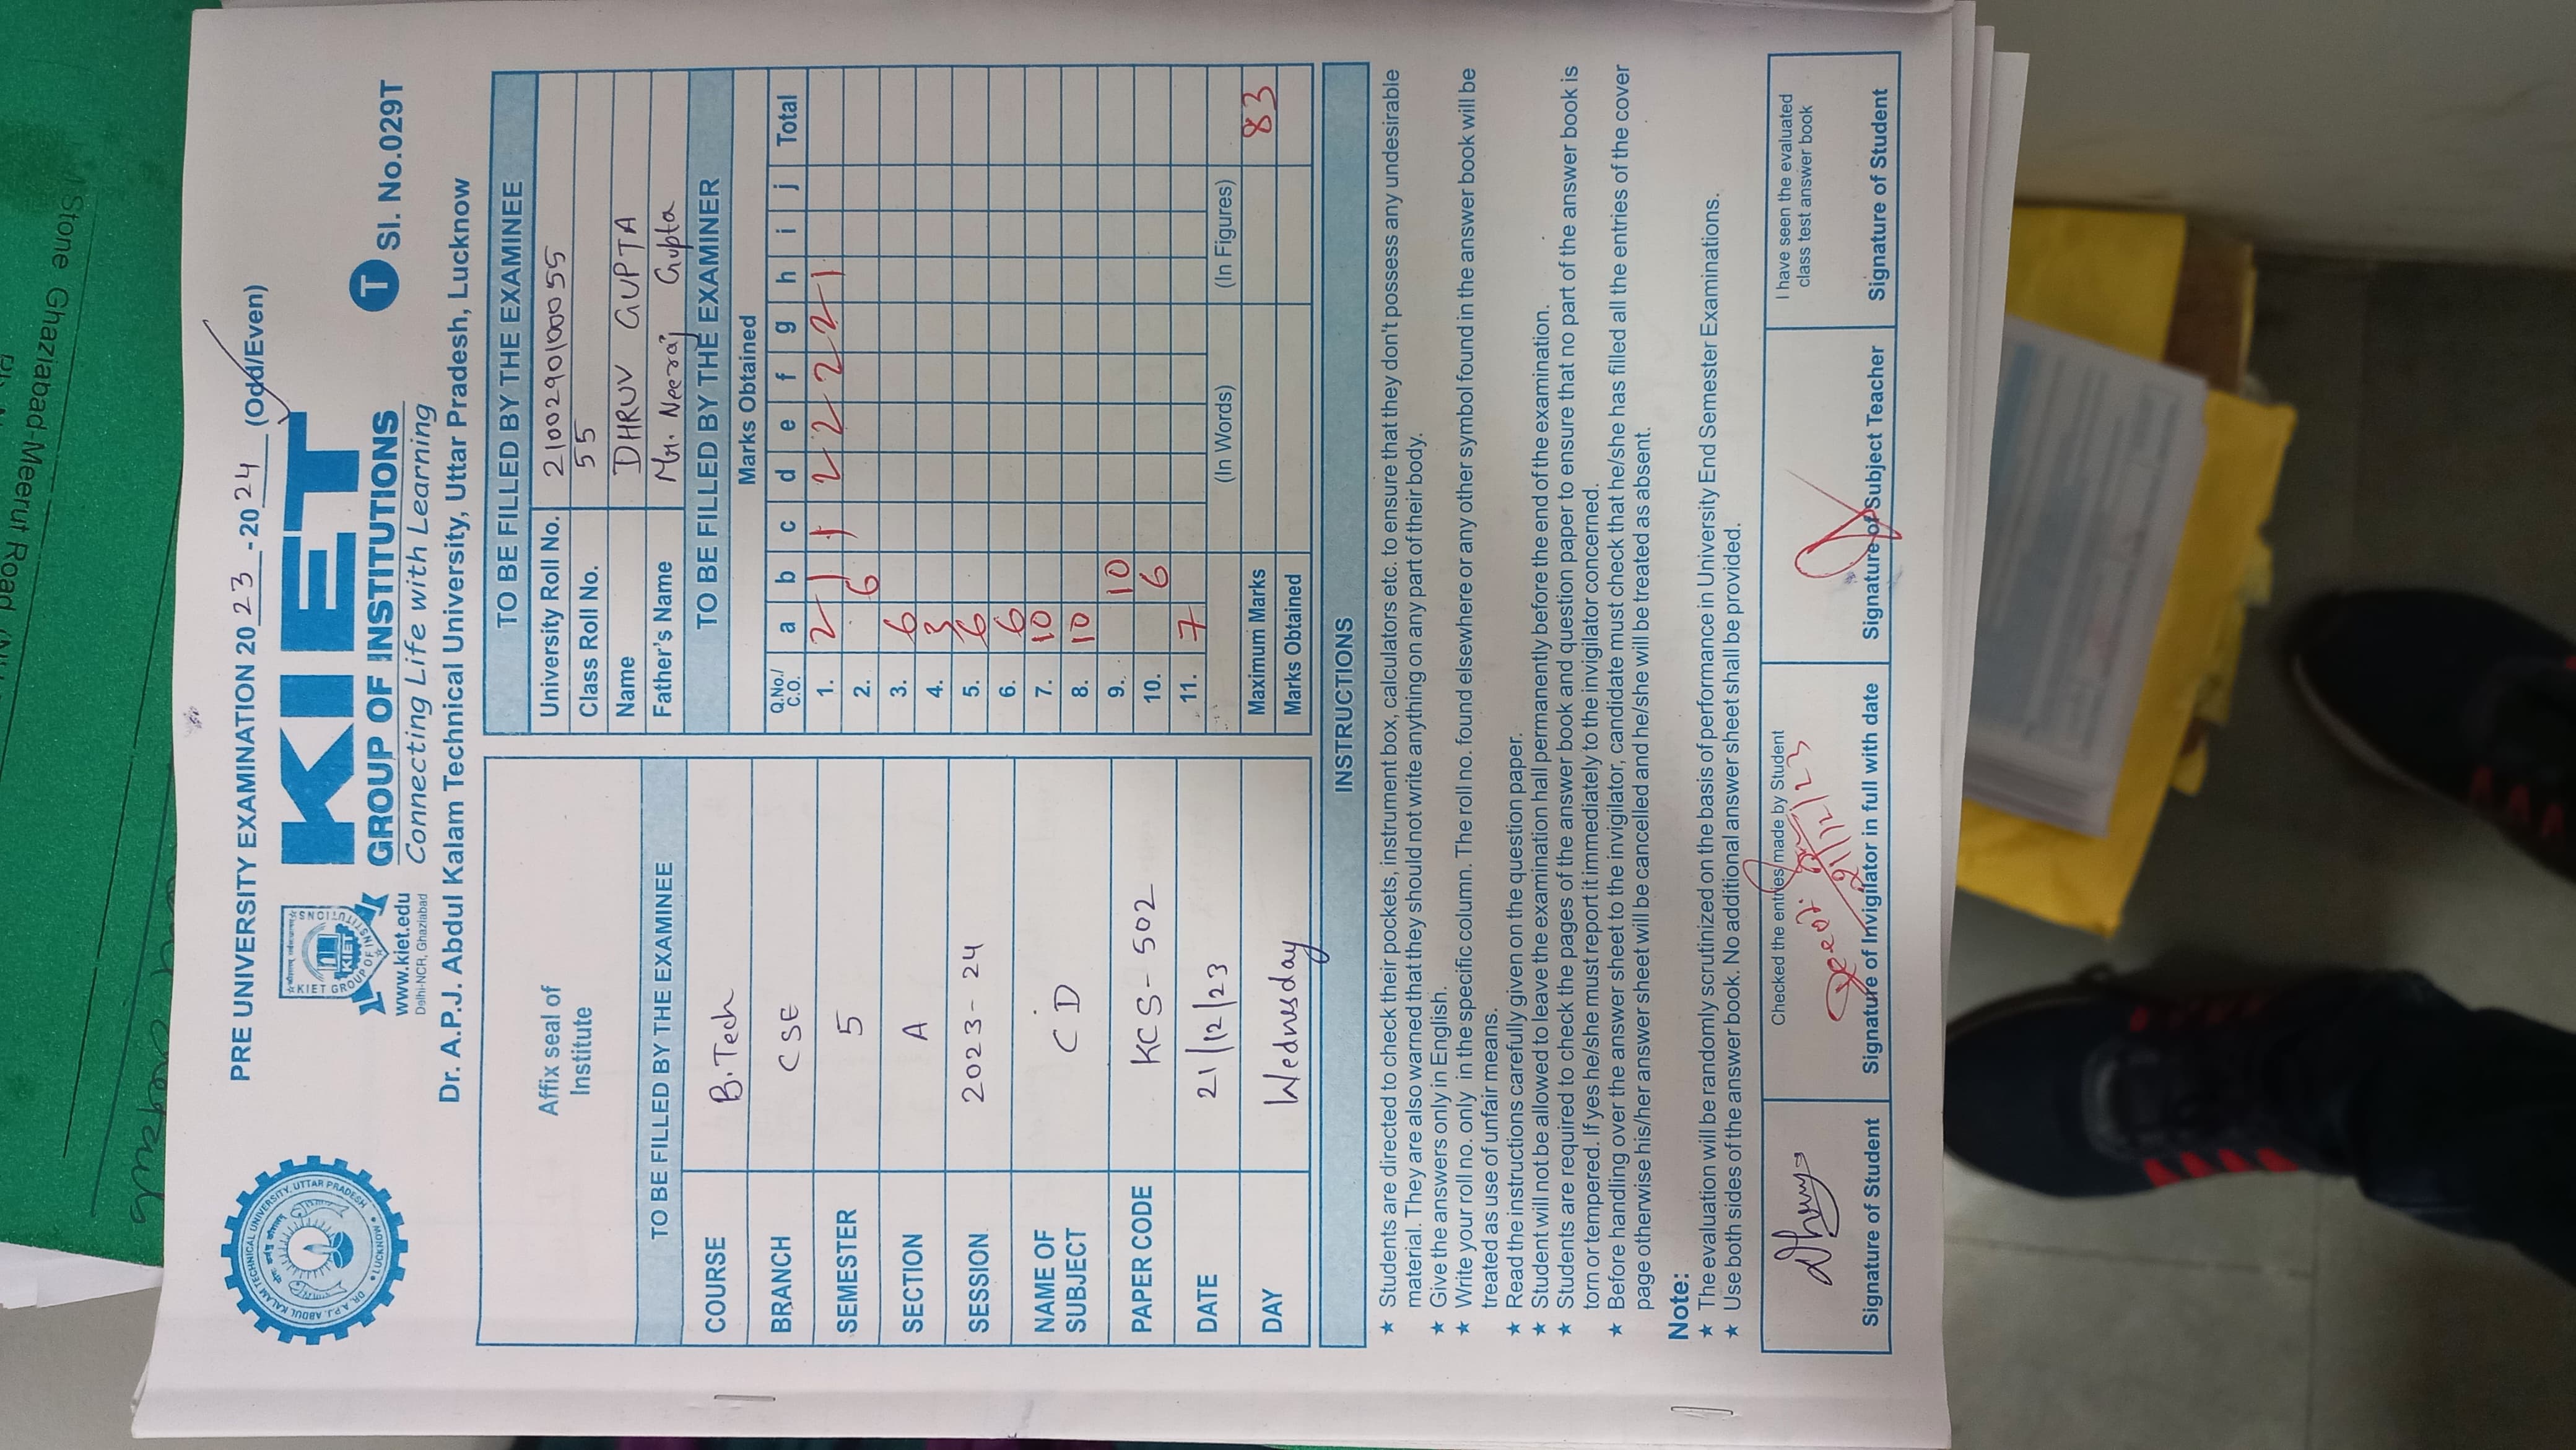 Stone Ghaziabad-Meerut Road
PRE UNIVERSITY EXAMINATION 2023-2024 (Odd/Even)
DR. A.P.J. ABDUL KALAM TECHNICAL UNIVERSITY, UTTAR PRADESH
LUCKNOW
KIET GROUP OF INSTITUTIONS
KIET
www.kiet.edu
Delhi-NCR, Ghaziabad
KIET
GROUP OF INSTITUTIONS
Connecting Life with Learning
T Sl. No.029T
Dr. A.P.J. Abdul Kalam Technical University, Uttar Pradesh, Lucknow
Affix seal of
Institute
TO BE FILLED BY THE EXAMINEE
COURSE B.Tech
BRANCH CSE
SEMESTER 5
SECTION A
SESSION 2023-24
NAME OF
SUBJECT CD
PAPER CODE KCS-502
DATE 21/12/23
DAY Wednesday
TO BE FILLED BY THE EXAMINEE
University Roll No. 2100290100055
Class Roll No. 55
Name DHRUV GUPTA
Father's Name Mr. Neeraj Gupta
TO BE FILLED BY THE EXAMINER
Marks Obtained
Q.No./
C.O. a b c d e f g h i j Total
1. 2 1 1 2 2 2 2 1
2. 6
3. 6
4. 3
5. 6
6. 6
7. 10
8. 10
9. 10
10. 6
11. 7
(In Words) (In Figures)
Maximum Marks 83
Marks Obtained
INSTRUCTIONS
★ Students are directed to check their pockets, instrument box, calculators etc. to ensure that they don't possess any undesirable
material. They are also warned that they should not write anything on any part of their body.
★ Give the answers only in English.
★ Write your roll no. only in the specific column. The roll no. found elsewhere or any other symbol found in the answer book will be
treated as use of unfair means.
★ Read the instructions carefully given on the question paper.
★ Student will not be allowed to leave the examination hall permanently before the end of the examination.
★ Students are required to check the pages of the answer book and question paper to ensure that no part of the answer book is
torn or tempered. If yes he/she must report it immediately to the invigilator concerned.
★ Before handling over the answer sheet to the invigilator, candidate must check that he/she has filled all the entries of the cover
page otherwise his/her answer sheet will be cancelled and he/she will be treated as absent.
Note:
★ The evaluation will be randomly scrutinized on the basis of performance in University End Semester Examinations.
★ Use both sides of the answer book. No additional answer sheet shall be provided.
Signature of Student
Checked the entries made by Student
21/12/23
Signature of Invigilator in full with date
Signature of Subject Teacher
I have seen the evaluated
class test answer book
Signature of Student